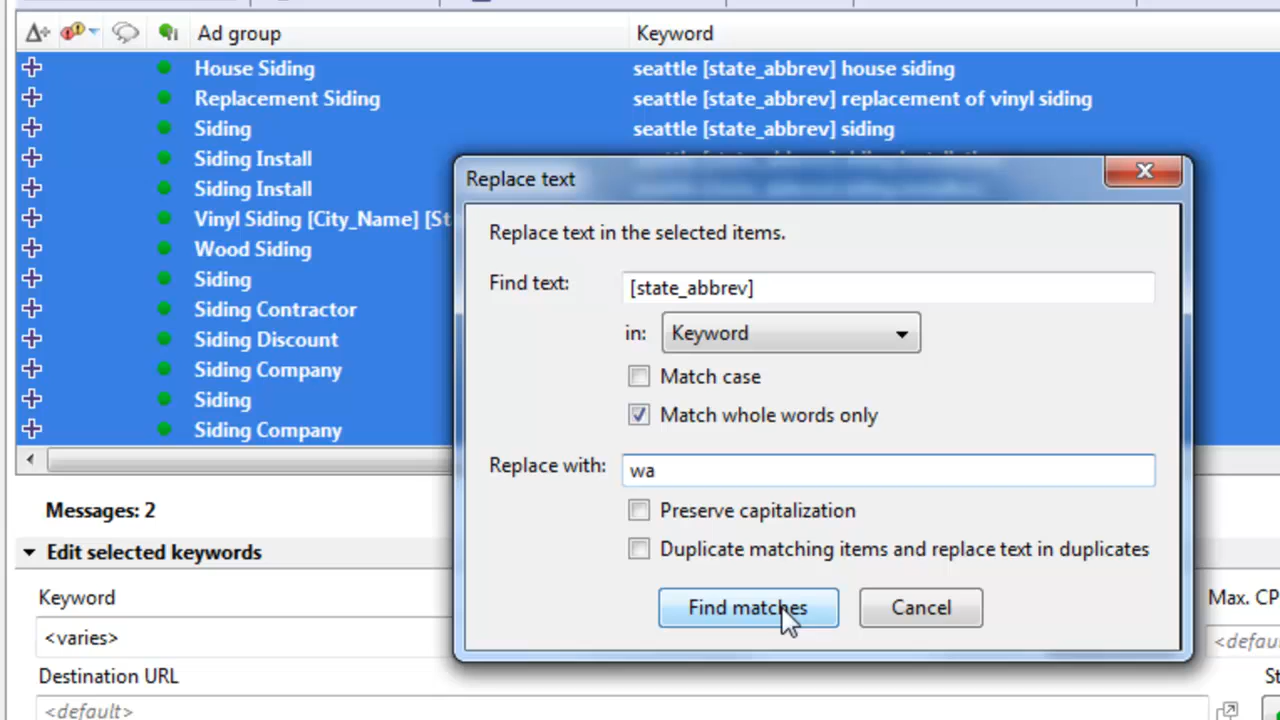 Ad group Keyword
House Siding seattle [state_abbrev] house siding
Replacement Siding seattle [state_abbrev] replacement of vinyl siding
Siding seattle [state_abbrev] siding
Siding Install
Siding Install
Vinyl Siding [City_Name] [St
Wood Siding
Siding
Siding Contractor
Siding Discount
Siding Company
Siding
Siding Company
Replace text
Replace text in the selected items.
Find text: [state_abbrev]
in: Keyword
Match case
Match whole words only
Replace with: wa
Preserve capitalization
Duplicate matching items and replace text in duplicates
Find matches Cancel
Messages: 2
Edit selected keywords
Keyword Max. CP
<varies> <defau
Destination URL St
<default>